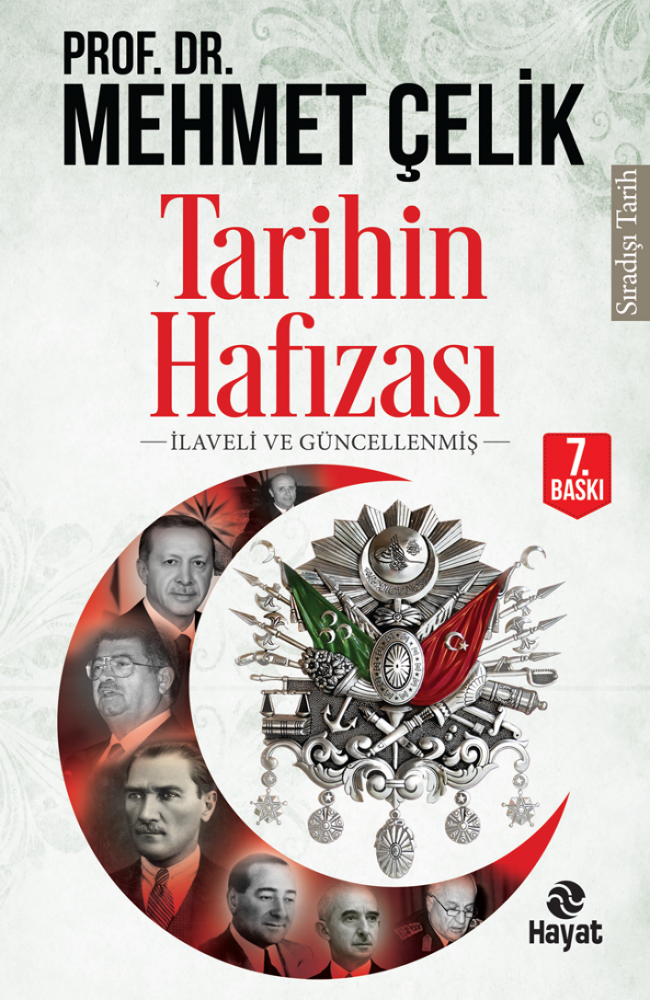 PROF. DR.
MEHMET ÇELİK
Tarihin
Hafızası
İLAVELİ VE GÜNCELLENMİŞ
Sıradışı Tarih
7.
BASKI
Hayat